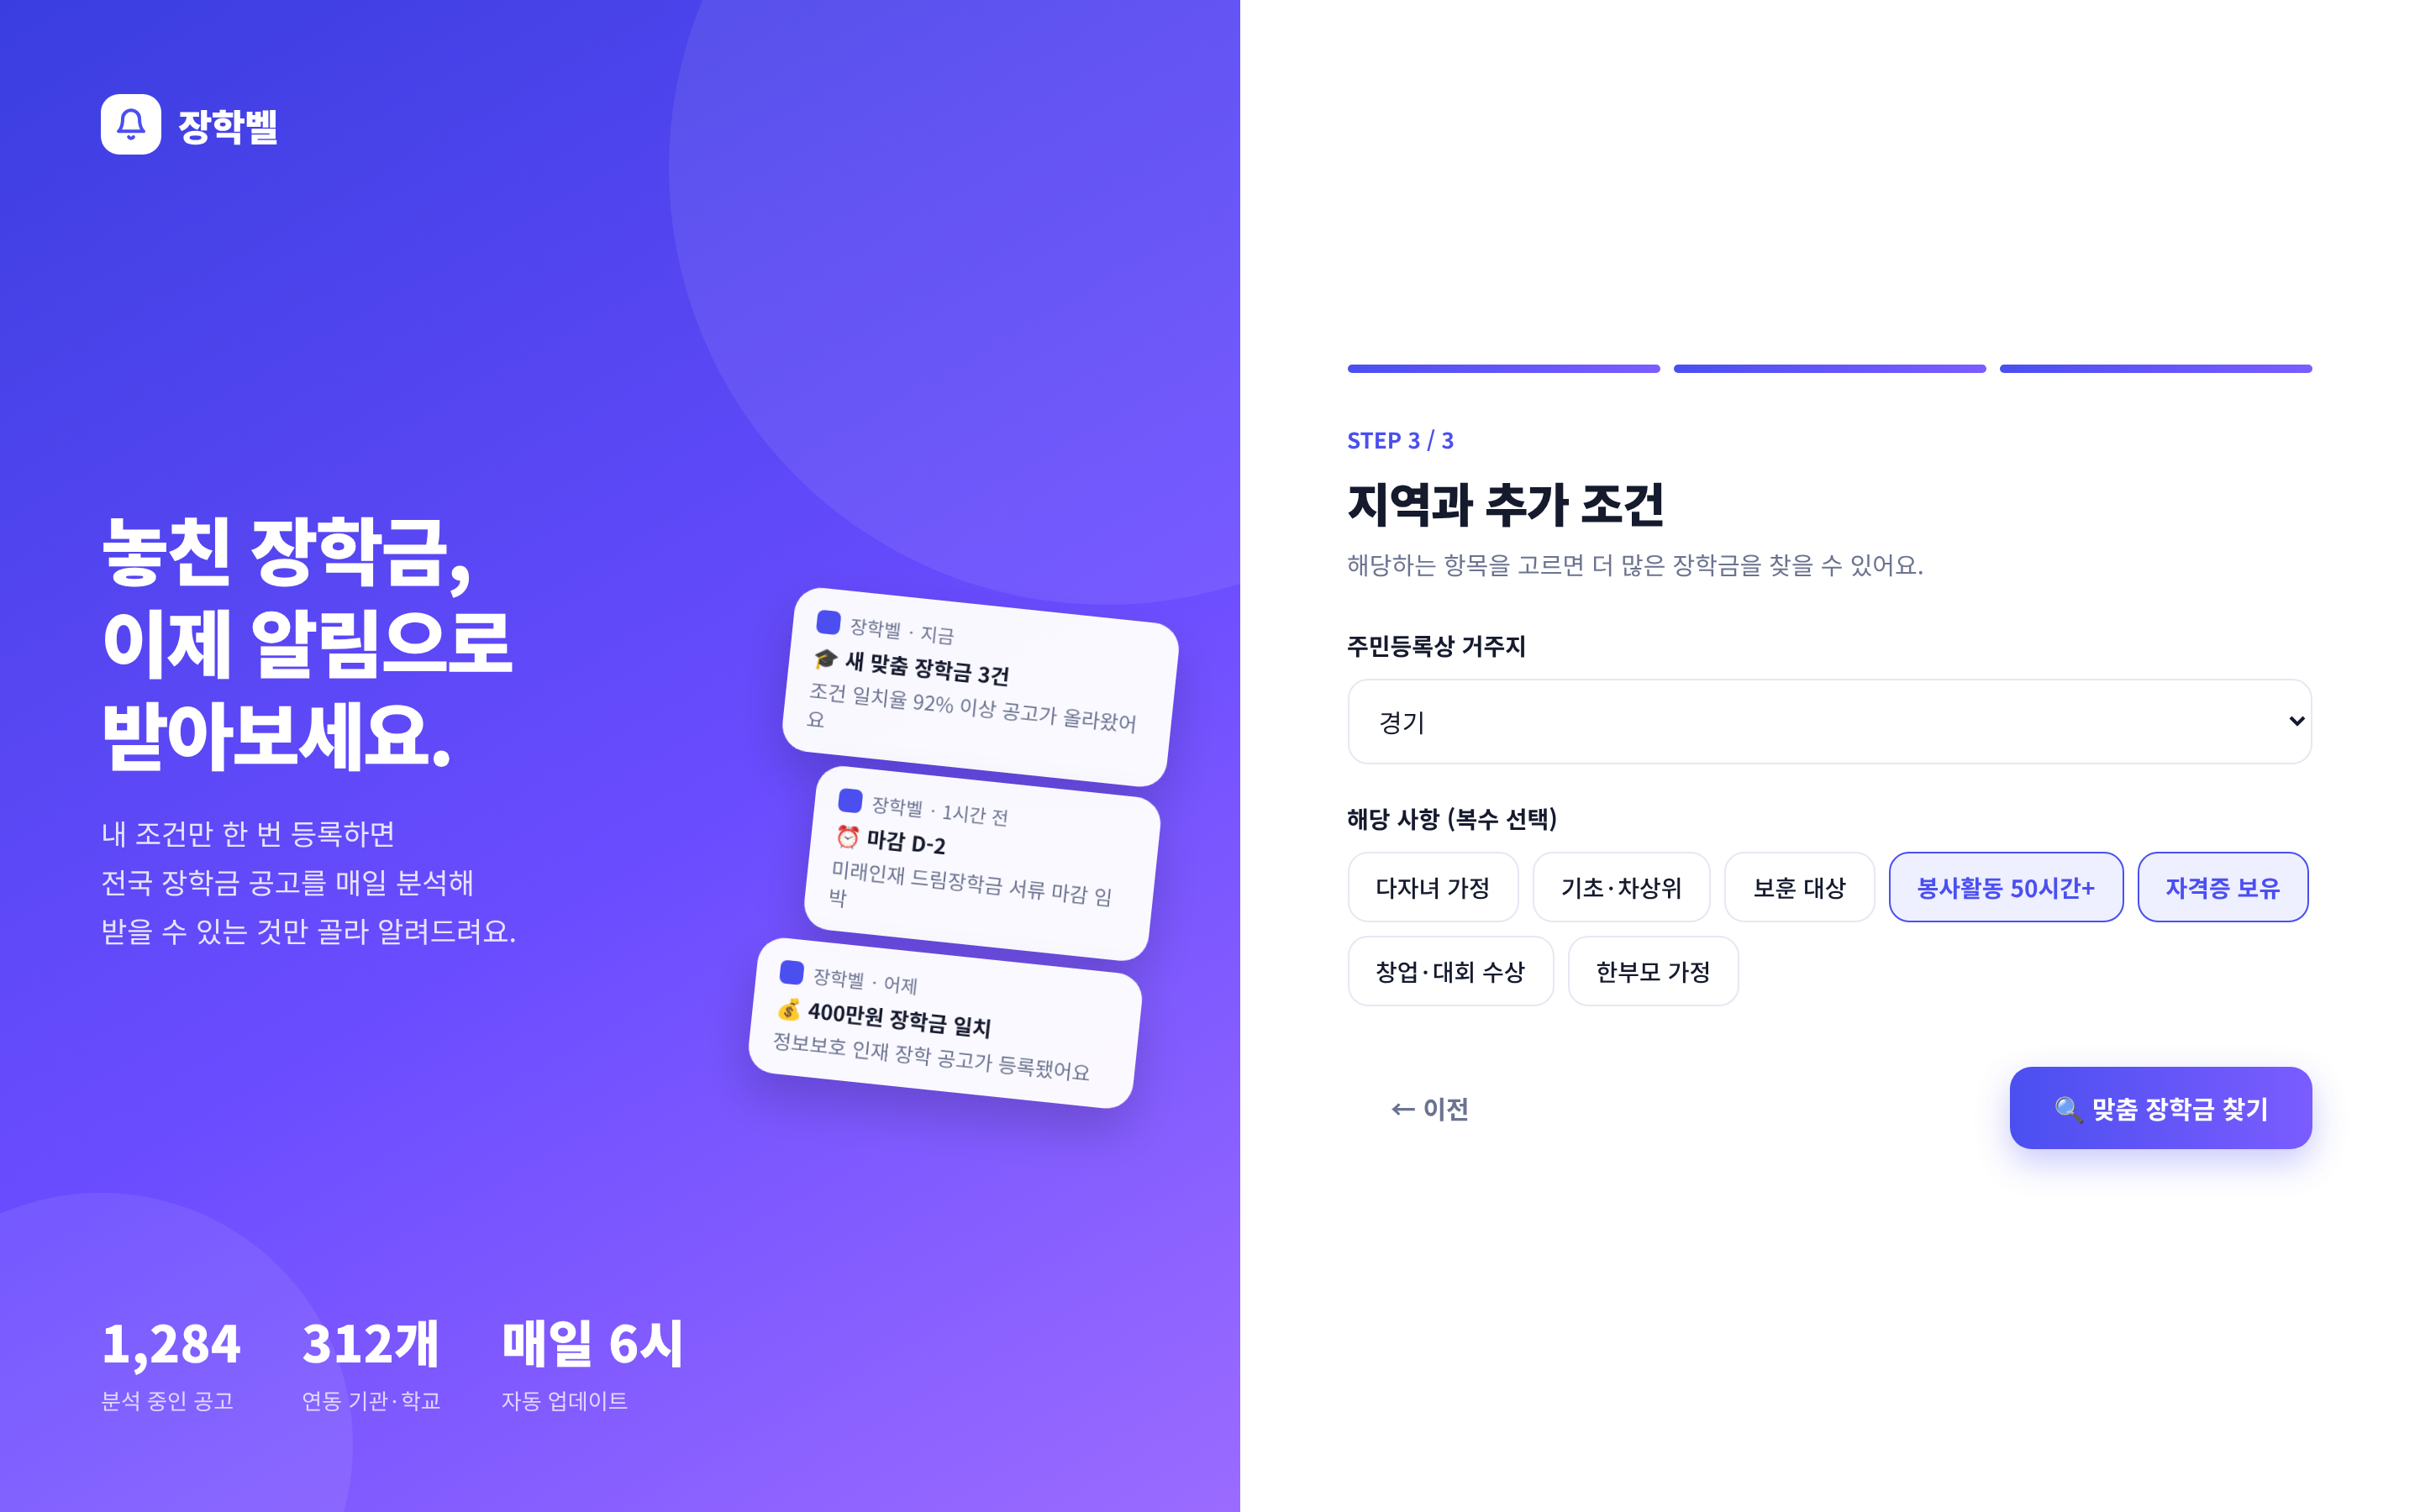 장학벨
놓친 장학금,
이제 알림으로
받아보세요.
내 조건만 한 번 등록하면
전국 장학금 공고를 매일 분석해
받을 수 있는 것만 골라 알려드려요.
장학벨 · 지금
🎓 새 맞춤 장학금 3건
조건 일치율 92% 이상 공고가 올라왔어
요
장학벨 · 1시간 전
⏰ 마감 D-2
미래인재 드림장학금 서류 마감 임
박
장학벨 · 어제
💰 400만원 장학금 일치
정보보호 인재 장학 공고가 등록됐어요
1,284
분석 중인 공고
312개
연동 기관·학교
매일 6시
자동 업데이트
STEP 3 / 3
지역과 추가 조건
해당하는 항목을 고르면 더 많은 장학금을 찾을 수 있어요.
주민등록상 거주지
경기
해당 사항 (복수 선택)
다자녀 가정
기초·차상위
보훈 대상
봉사활동 50시간+
자격증 보유
창업·대회 수상
한부모 가정
← 이전
🔍 맞춤 장학금 찾기